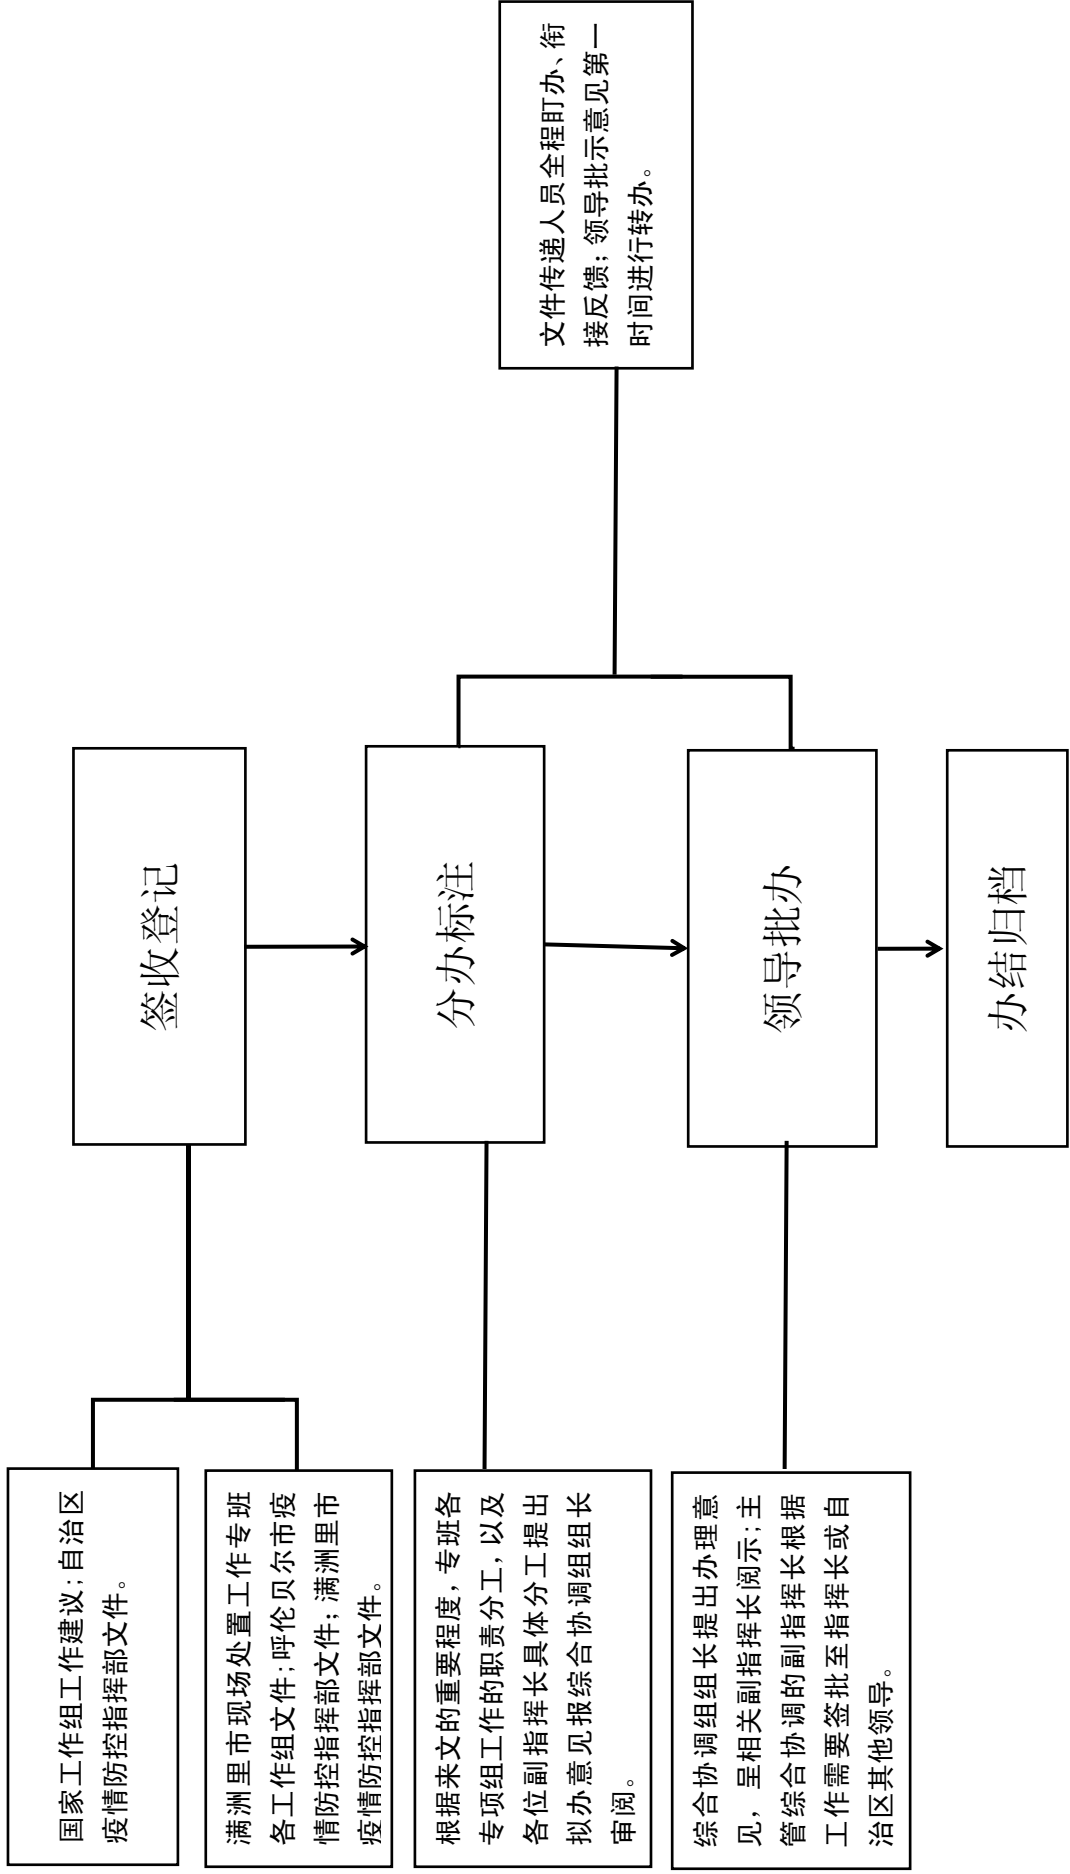 国家工作组工作建议；自治区
疫情防控指挥部文件。
满洲里市现场处置工作专班
各工作组文件；呼伦贝尔市疫
情防控指挥部文件；满洲里市
疫情防控指挥部文件。
签收登记
根据来文的重要程度，专班各
专项组工作的职责分工，以及
各位副指挥长具体分工提出
拟办意见报综合协调组组长
审阅。
分办标注
文件传递人员全程盯办、衔
接反馈；领导批示意见第一
时间进行转办。
综合协调组组长提出办理意
见，呈相关副指挥长阅示；主
管综合协调的副指挥长根据
工作需要签批至指挥长或自
治区其他领导。
领导批办
办结归档